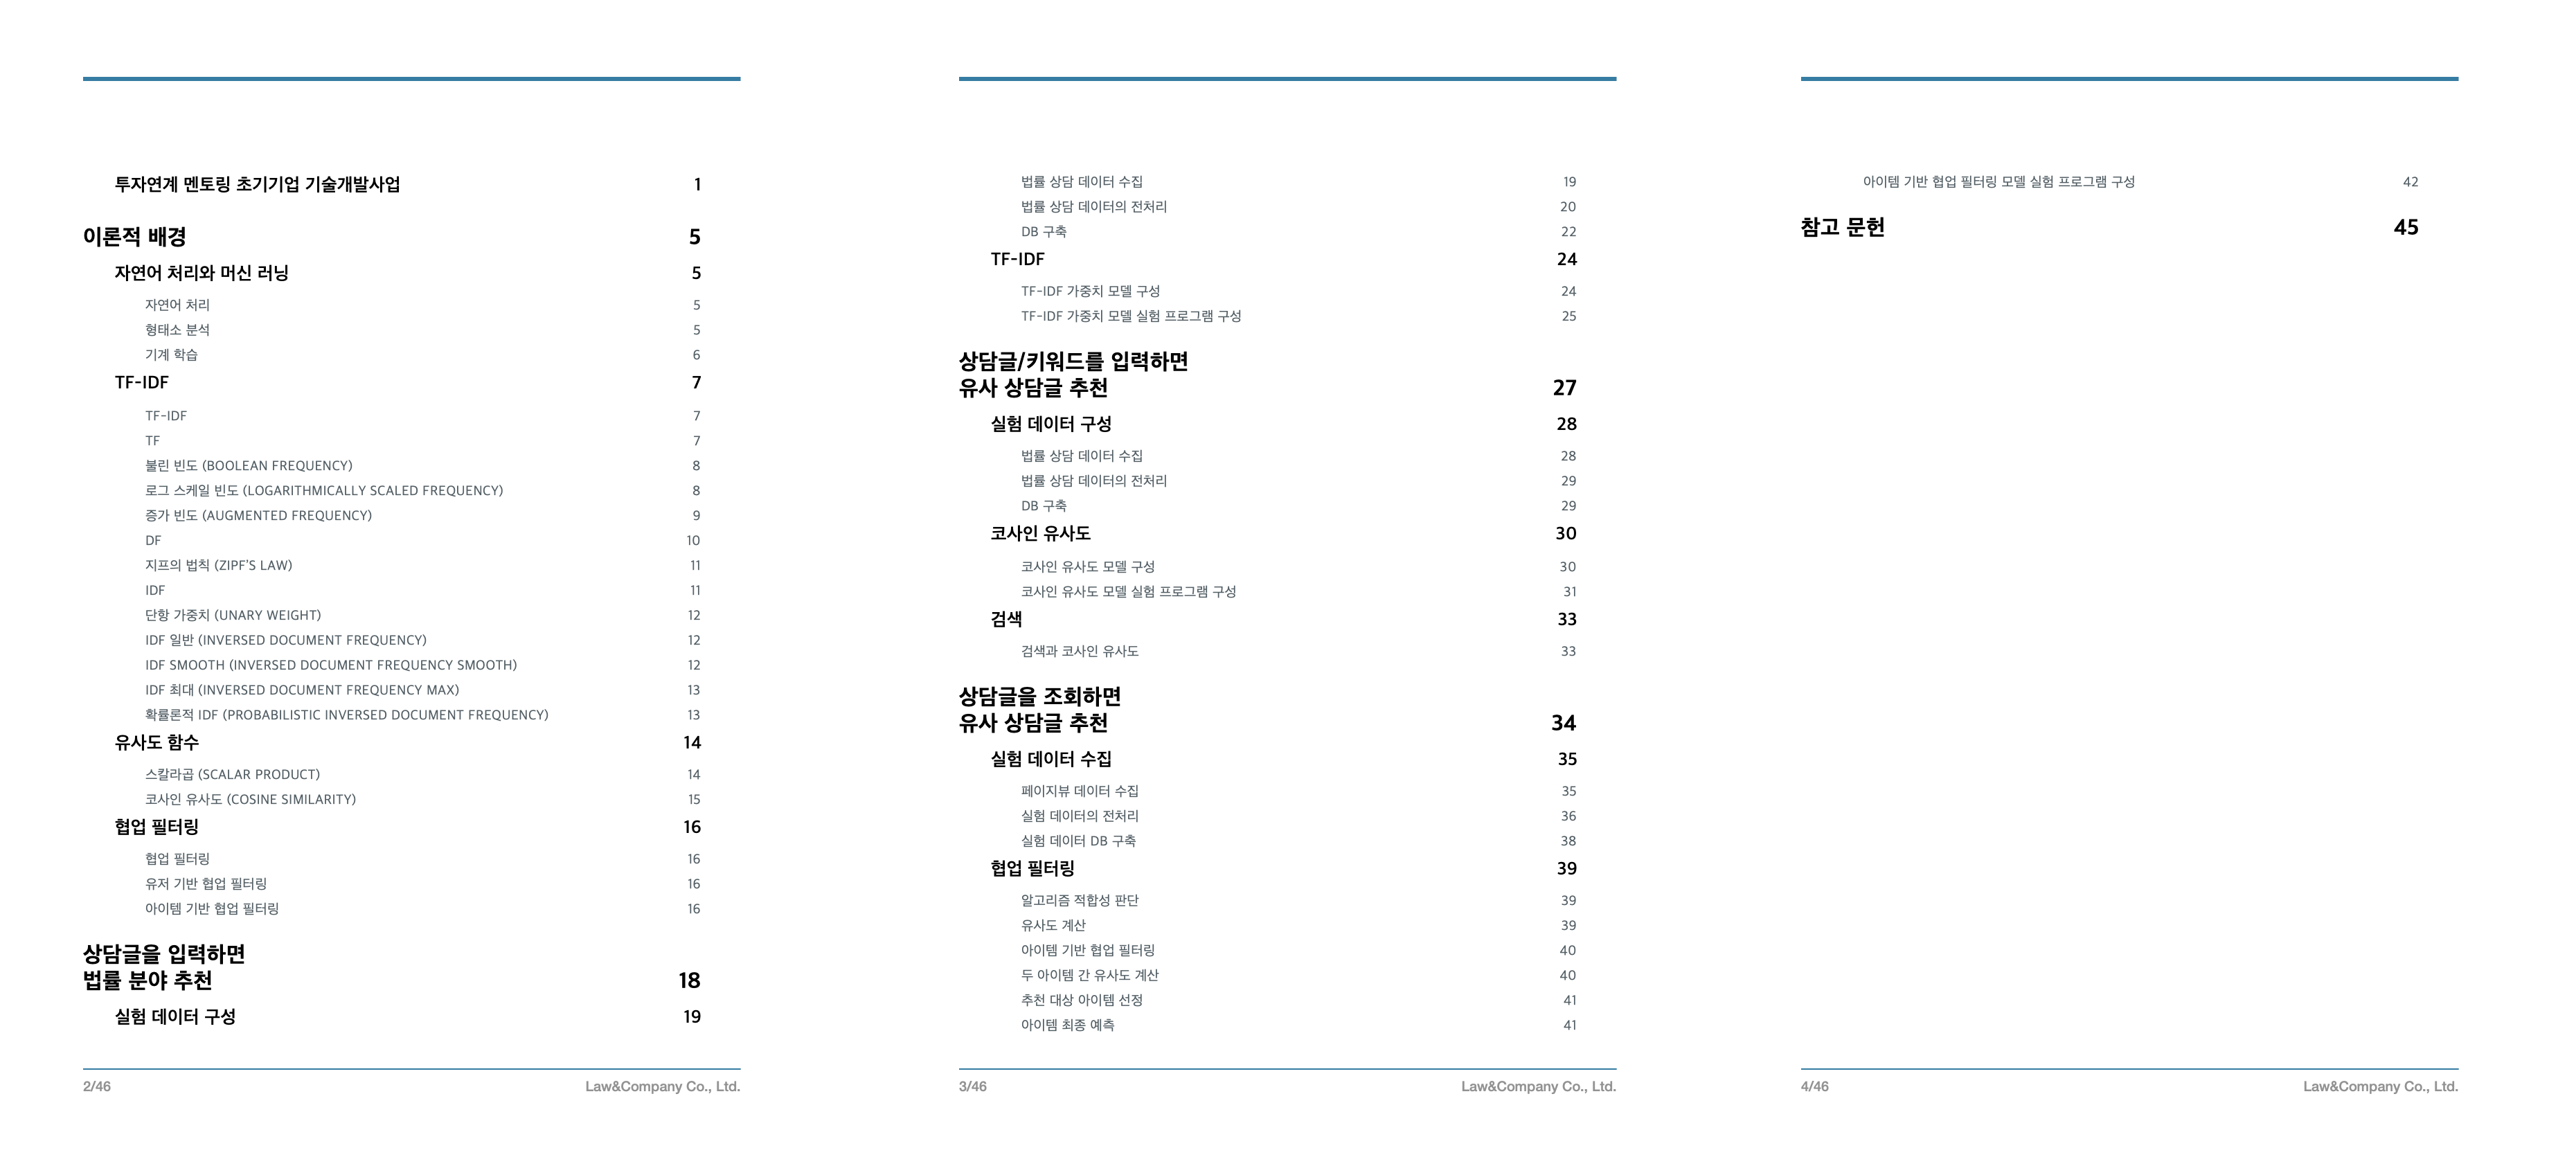 투자연계 멘토링 초기기업 기술개발사업 1
이론적 배경 5
자연어 처리와 머신 러닝 5
자연어 처리 5
형태소 분석 5
기계 학습 6
TF-IDF 7
TF-IDF 7
TF 7
불린 빈도 (BOOLEAN FREQUENCY) 8
로그 스케일 빈도 (LOGARITHMICALLY SCALED FREQUENCY) 8
증가 빈도 (AUGMENTED FREQUENCY) 9
DF 10
지프의 법칙 (ZIPF'S LAW) 11
IDF 11
단항 가중치 (UNARY WEIGHT) 12
IDF 일반 (INVERSED DOCUMENT FREQUENCY) 12
IDF SMOOTH (INVERSED DOCUMENT FREQUENCY SMOOTH) 12
IDF 최대 (INVERSED DOCUMENT FREQUENCY MAX) 13
확률론적 IDF (PROBABILISTIC INVERSED DOCUMENT FREQUENCY) 13
유사도 함수 14
스칼라곱 (SCALAR PRODUCT) 14
코사인 유사도 (COSINE SIMILARITY) 15
협업 필터링 16
협업 필터링 16
유저 기반 협업 필터링 16
아이템 기반 협업 필터링 16
상담글을 입력하면
법률 분야 추천 18
실험 데이터 구성 19
2/46 Law&Company Co., Ltd.
법률 상담 데이터 수집 19
법률 상담 데이터의 전처리 20
DB 구축 22
TF-IDF 24
TF-IDF 가중치 모델 구성 24
TF-IDF 가중치 모델 실험 프로그램 구성 25
상담글/키워드를 입력하면
유사 상담글 추천 27
실험 데이터 구성 28
법률 상담 데이터 수집 28
법률 상담 데이터의 전처리 29
DB 구축 29
코사인 유사도 30
코사인 유사도 모델 구성 30
코사인 유사도 모델 실험 프로그램 구성 31
검색 33
검색과 코사인 유사도 33
상담글을 조회하면
유사 상담글 추천 34
실험 데이터 수집 35
페이지뷰 데이터 수집 35
실험 데이터의 전처리 36
실험 데이터 DB 구축 38
협업 필터링 39
알고리즘 적합성 판단 39
유사도 계산 39
아이템 기반 협업 필터링 40
두 아이템 간 유사도 계산 40
추천 대상 아이템 선정 41
아이템 최종 예측 41
3/46 Law&Company Co., Ltd.
아이템 기반 협업 필터링 모델 실험 프로그램 구성 42
참고 문헌 45
4/46 Law&Company Co., Ltd.